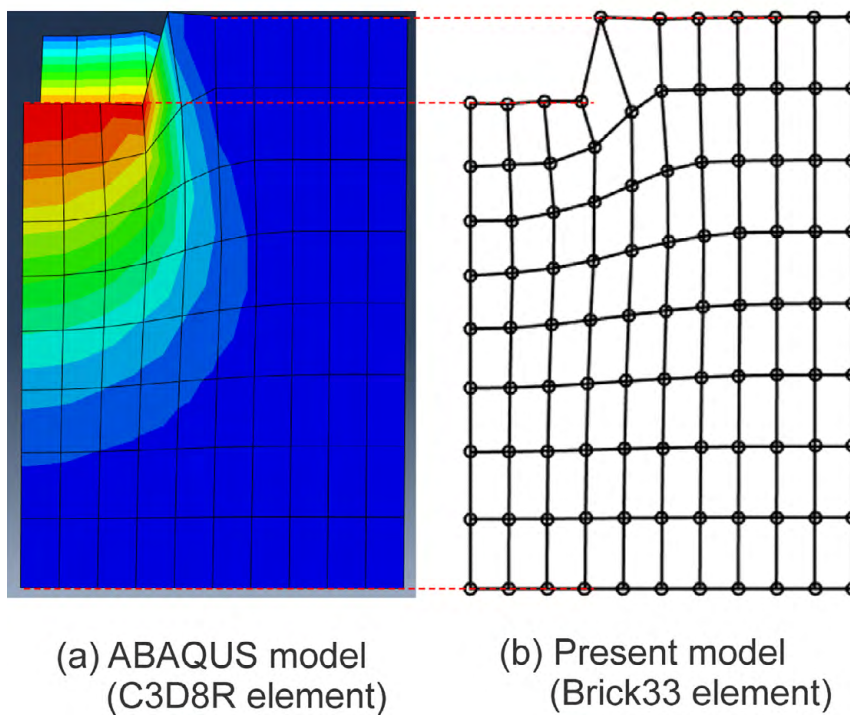 (a) ABAQUS model
(C3D8R element)
(b) Present model
(Brick33 element)